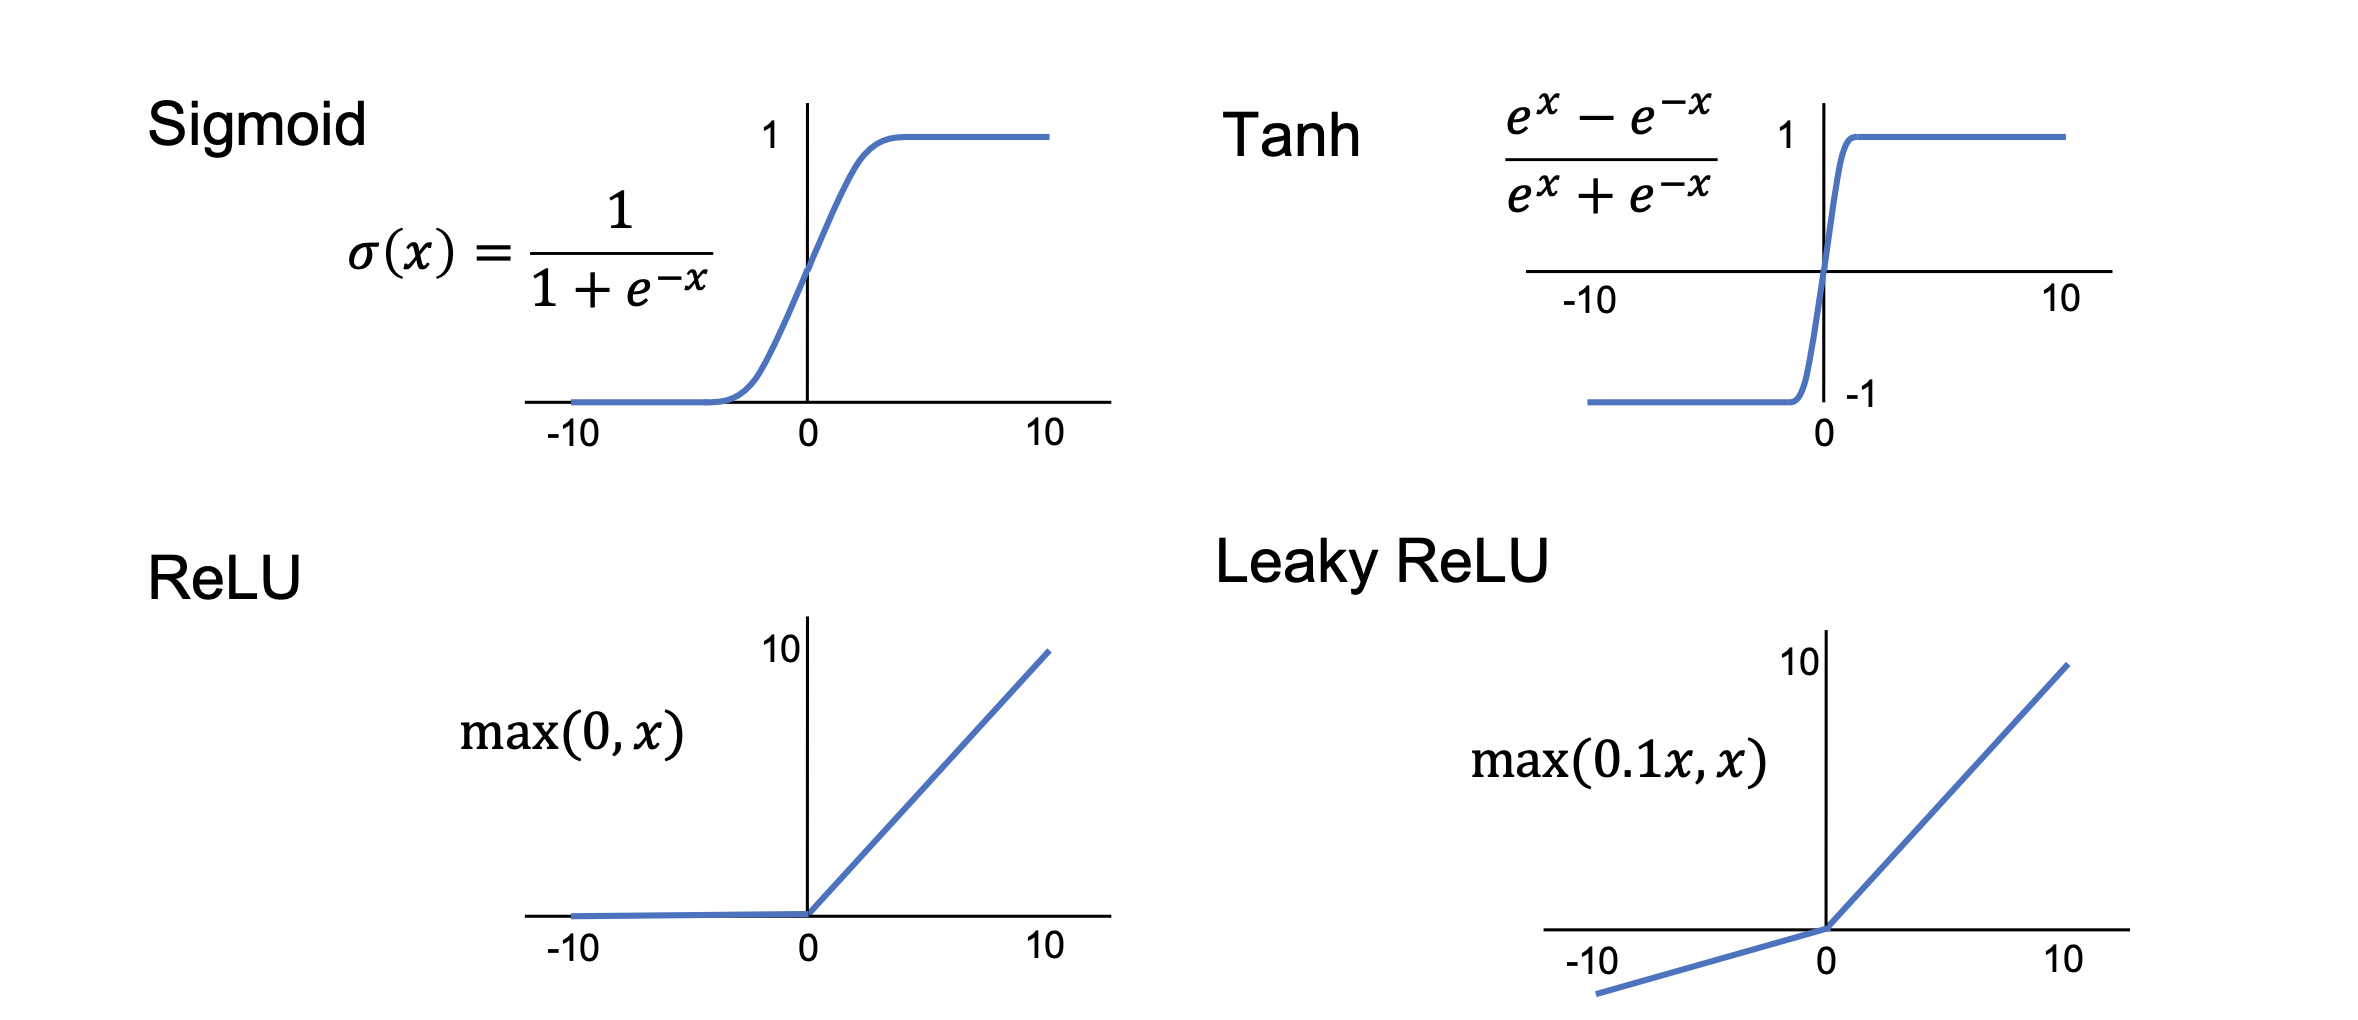 Sigmoid
σ(x) = 1 / (1 + e^{−x})
1
-10 0 10
Tanh
(e^x − e^{−x}) / (e^x + e^{−x})
1
-10 10
-1
0
ReLU
max(0, x)
10
-10 0 10
Leaky ReLU
max(0.1x, x)
10
-10 0 10